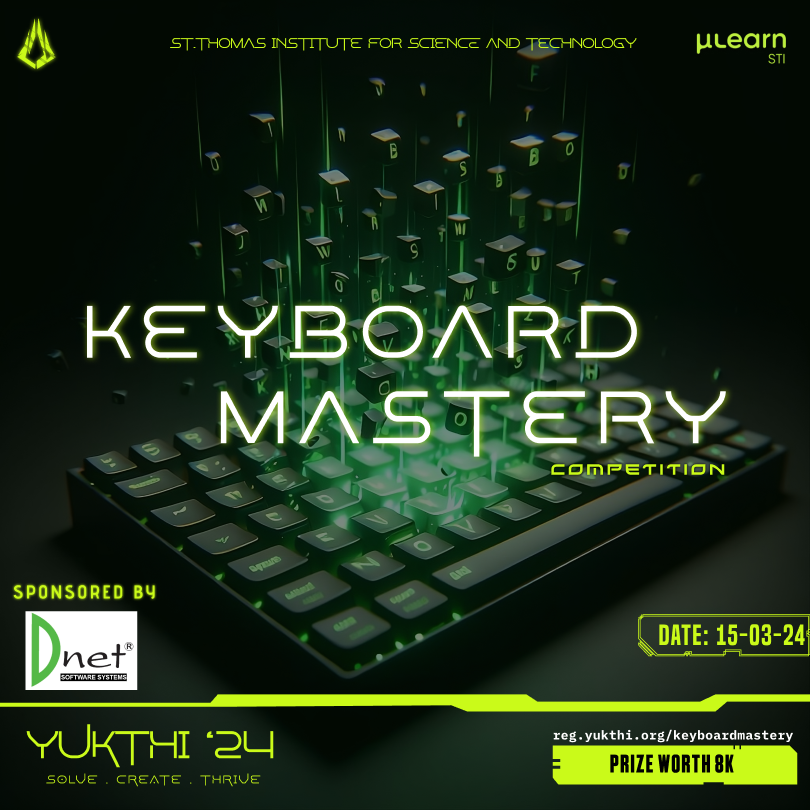 ST.THOMAS INSTITUTE FOR SCIENCE AND TECHNOLOGY
µLearn
STI
KEYBOARD
MASTERY
COMPETITION
SPONSORED BY
Dnet®
SOFTWARE SYSTEMS
DATE: 15-03-24
YUKTHI '24
SOLVE . CREATE . THRIVE
reg.yukthi.org/keyboardmastery
PRIZE WORTH 8K